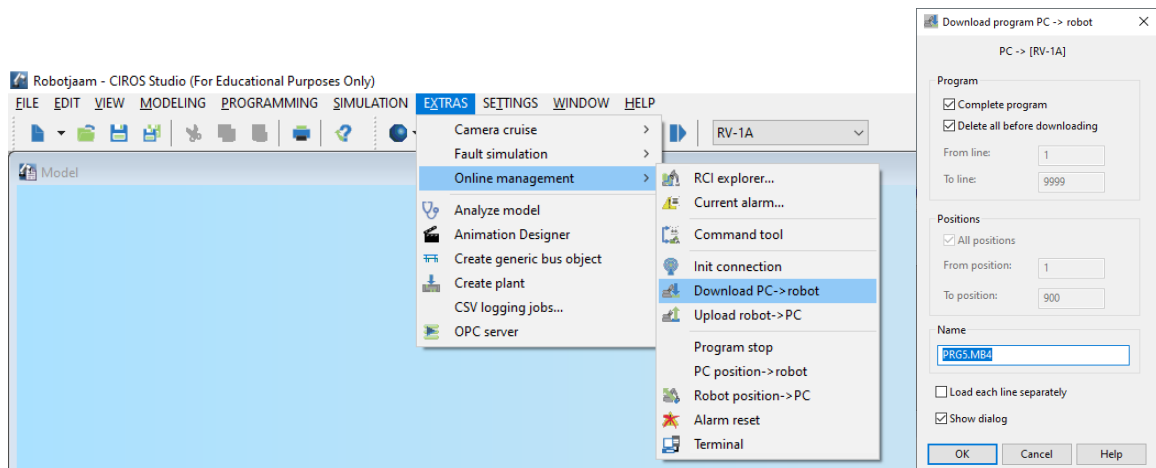 Robotjaam - CIROS Studio (For Educational Purposes Only)
FILE EDIT VIEW MODELING PROGRAMMING SIMULATION EXTRAS SETTINGS WINDOW HELP
RV-1A
Model
Camera cruise
Fault simulation
Online management
Analyze model
Animation Designer
Create generic bus object
Create plant
CSV logging jobs...
OPC server
RCI explorer...
Current alarm...
Command tool
Init connection
Download PC->robot
Upload robot->PC
Program stop
PC position->robot
Robot position->PC
Alarm reset
Terminal
Download program PC -> robot
PC -> [RV-1A]
Program
Complete program
Delete all before downloading
From line: 1
To line: 9999
Positions
All positions
From position: 1
To position: 900
Name
PRG5.MB4
Load each line separately
Show dialog
OK Cancel Help